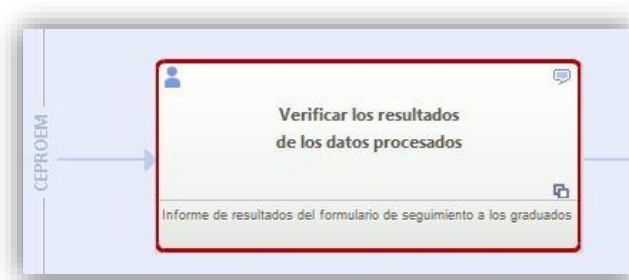 CEPROEM
Verificar los resultados
de los datos procesados
Informe de resultados del formulario de seguimiento a los graduados